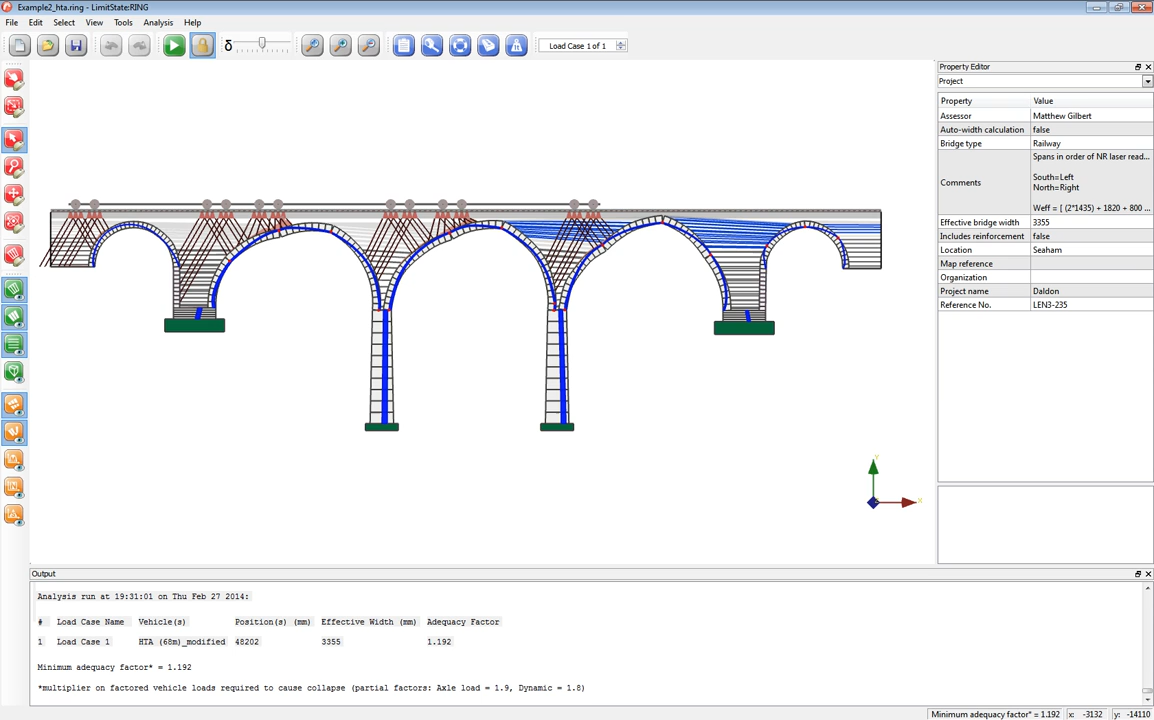 Example2_hta.ring - LimitState:RING
File Edit Select View Tools Analysis Help
δ Load Case 1 of 1
Property Editor
Project
Property Value
Assessor Matthew Gilbert
Auto-width calculation false
Bridge type Railway
Comments
Spans in order of NR laser read...
South=Left
North=Right
Weff = [ (2*1435) + 1820 + 800 ...
Effective bridge width 3355
Includes reinforcement false
Location Seaham
Map reference
Organization
Project name Daldon
Reference No. LEN3-235
Y
X
Output
Analysis run at 19:31:01 on Thu Feb 27 2014:
# Load Case Name Vehicle(s) Position(s) (mm) Effective Width (mm) Adequacy Factor
1 Load Case 1 HTA (68m)_modified 48202 3355 1.192
Minimum adequacy factor* = 1.192
*multiplier on factored vehicle loads required to cause collapse (partial factors: Axle load = 1.9, Dynamic = 1.8)
Minimum adequacy factor* = 1.192 x: -3132 y: -14110